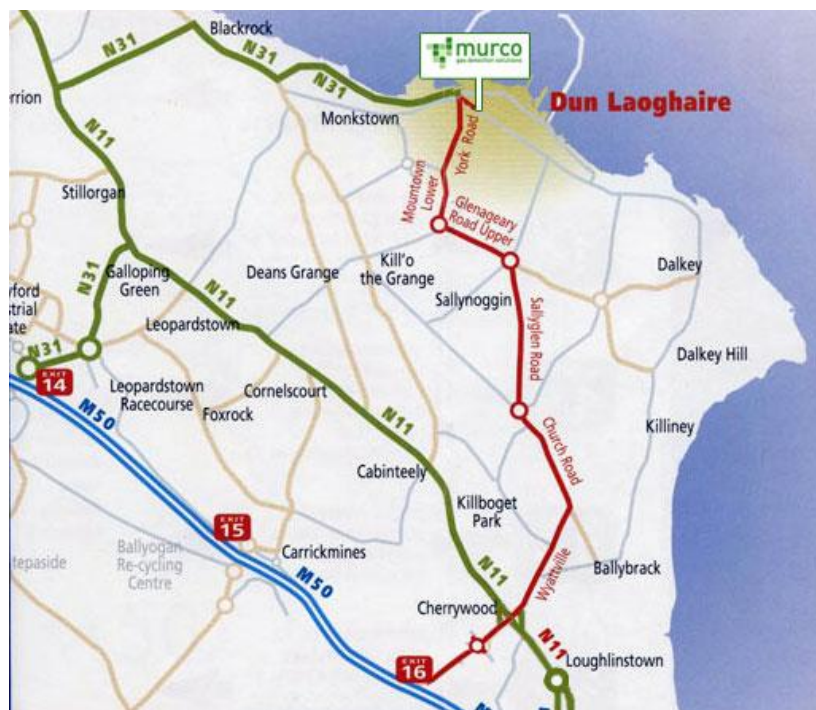 Blackrock
N31
N31
N31
murco
gas detection solutions
Dun Laoghaire
errion
Monkstown
York Road
N11
Stillorgan
Mountown
Lower
Glenageary
Road Upper
N31
Galloping
Green
Deans Grange
Kill'o
the Grange
Dalkey
yford
strial
ate
N11
Sallynoggin
Leopardstown
Sallyglen Road
N31
EXIT
14
Dalkey Hill
Leopardstown
Racecourse
Cornelscourt
Foxrock
M50
N11
Killiney
Church Road
Cabinteely
Killboget
Park
EXIT
15
Ballyogan
Re-cycling
Centre
Carrickmines
tepaside
M50
N11
Wyattville
Ballybrack
Cherrywood
N11
Loughlinstown
EXIT
16